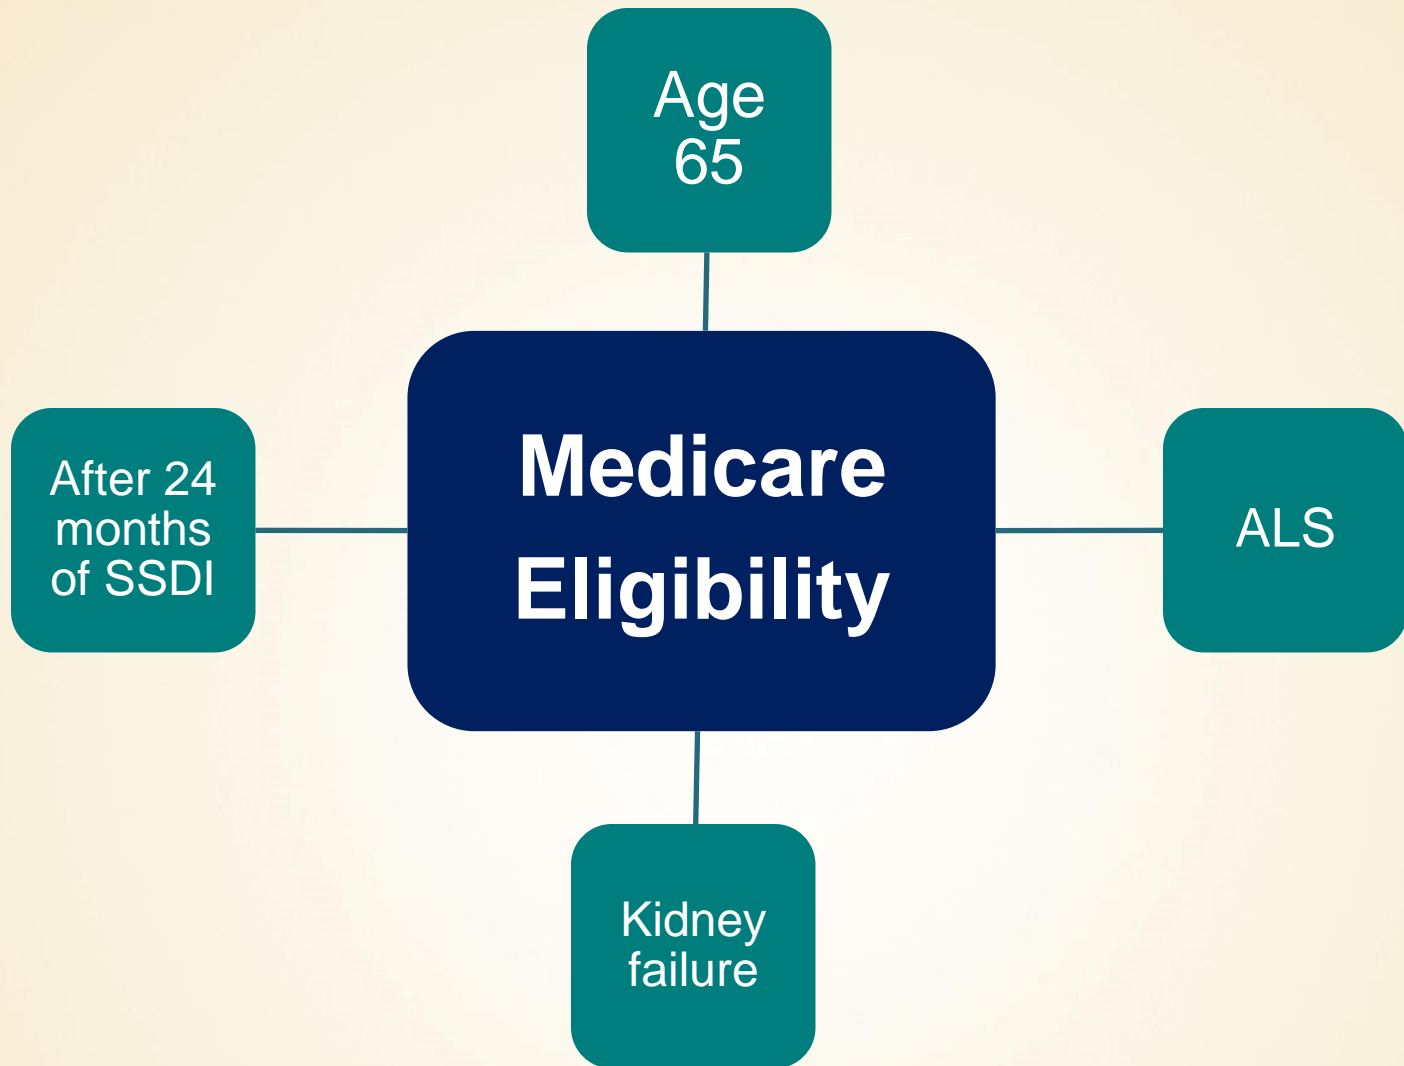 Age
65
Medicare
Eligibility
After 24
months
of SSDI
ALS
Kidney
failure